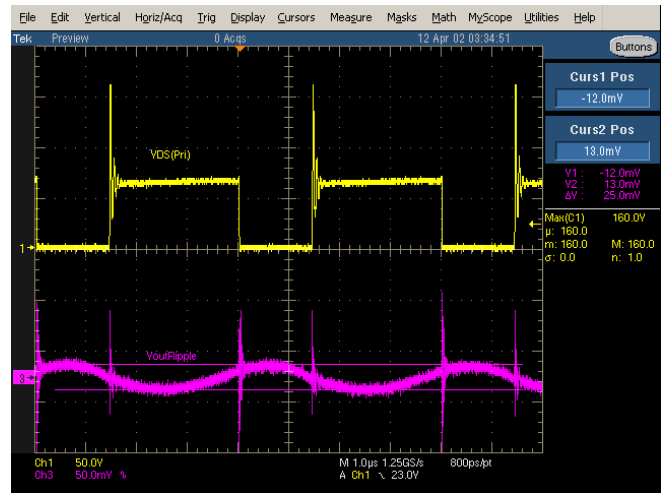 File Edit Vertical Horiz/Acq Trig Display Cursors Measure Masks Math MyScope Utilities Help
Tek Preview 0 Acqs 12 Apr 02 03:34:51
Buttons
Curs1 Pos
-12.0mV
Curs2 Pos
13.0mV
V1: -12.0mV
V2: 13.0mV
ΔV: 25.0mV
Max(C1) 160.0V
μ: 160.0
m: 160.0 M: 160.0
σ: 0.0 n: 1.0
VDS(Pri)
1
VoutRipple
3
Ch1 50.0V M 1.0μs 1.25GS/s 800ps/pt
Ch3 50.0mV A Ch1 23.0V